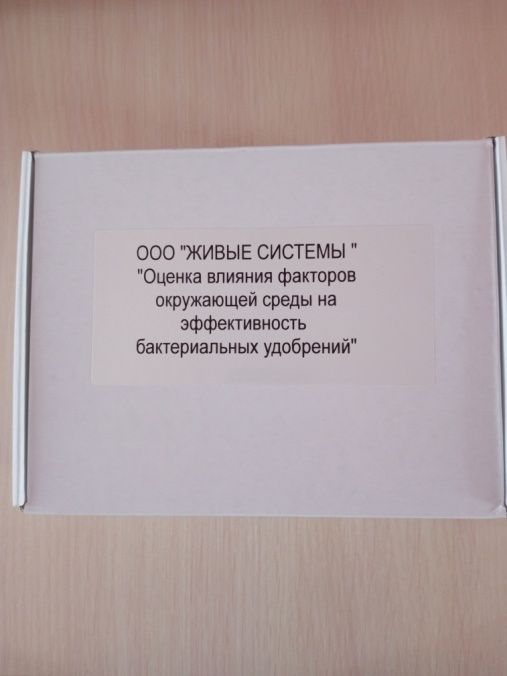 ООО "ЖИВЫЕ СИСТЕМЫ "
"Оценка влияния факторов
окружающей среды на
эффективность
бактериальных удобрений"